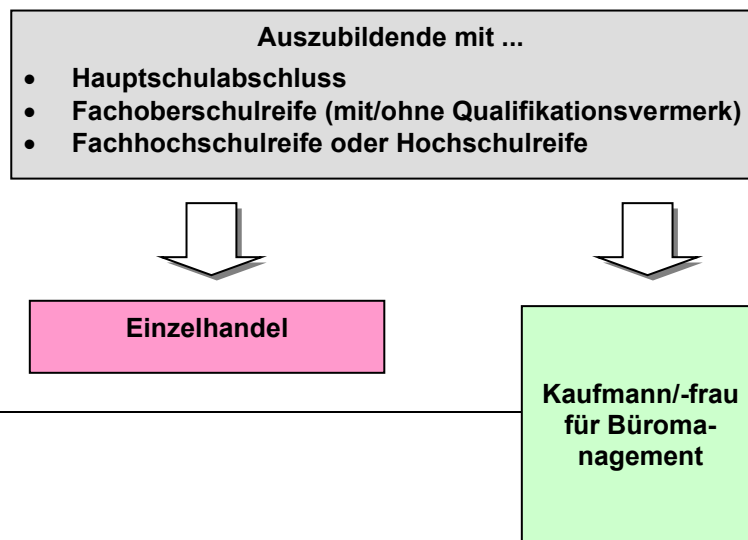 Auszubildende mit ...
• Hauptschulabschluss
• Fachoberschulreife (mit/ohne Qualifikationsvermerk)
• Fachhochschulreife oder Hochschulreife
Einzelhandel
Kaufmann/-frau
für Büroma-
nagement